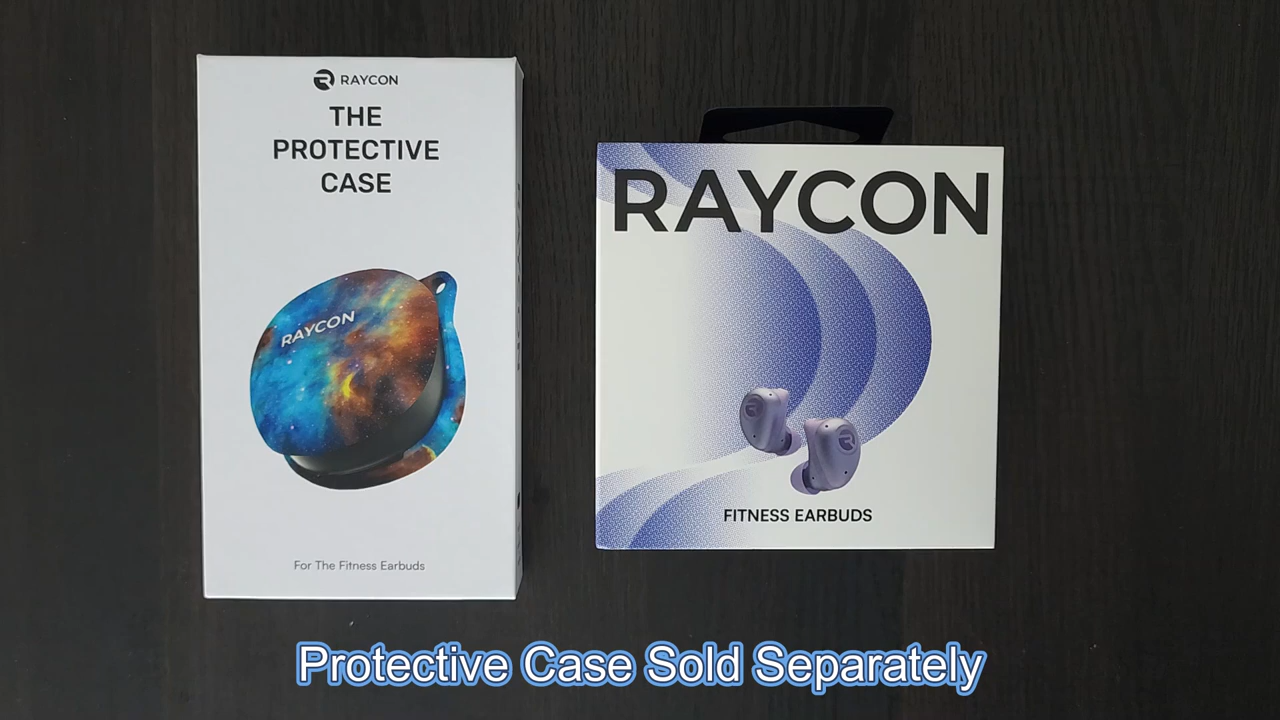 RAYCON
THE
PROTECTIVE
CASE
RAYCON
For The Fitness Earbuds
RAYCON
FITNESS EARBUDS
Protective Case Sold Separately